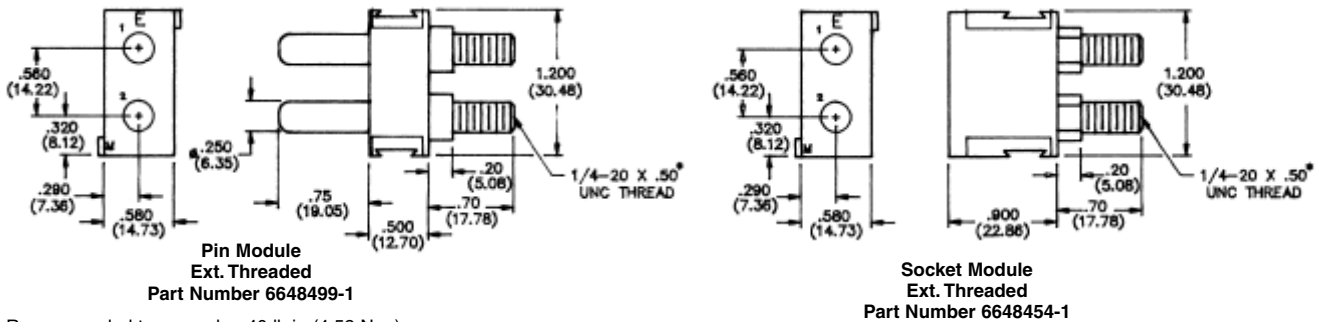 E
1
2
M
.560
(14.22)
.320
(8.12)
.290
(7.36)
.580
(14.73)
ø.250
(6.35)
.75
(19.05)
.500
(12.70)
.20
(5.08)
.70
(17.78)
1.200
(30.48)
1/4–20 X .50*
UNC THREAD
Pin Module
Ext. Threaded
Part Number 6648499-1
E
1
2
M
.560
(14.22)
.320
(8.12)
.290
(7.36)
.580
(14.73)
.900
(22.86)
.20
(5.08)
.70
(17.78)
1.200
(30.48)
1/4–20 X .50*
UNC THREAD
Socket Module
Ext. Threaded
Part Number 6648454-1